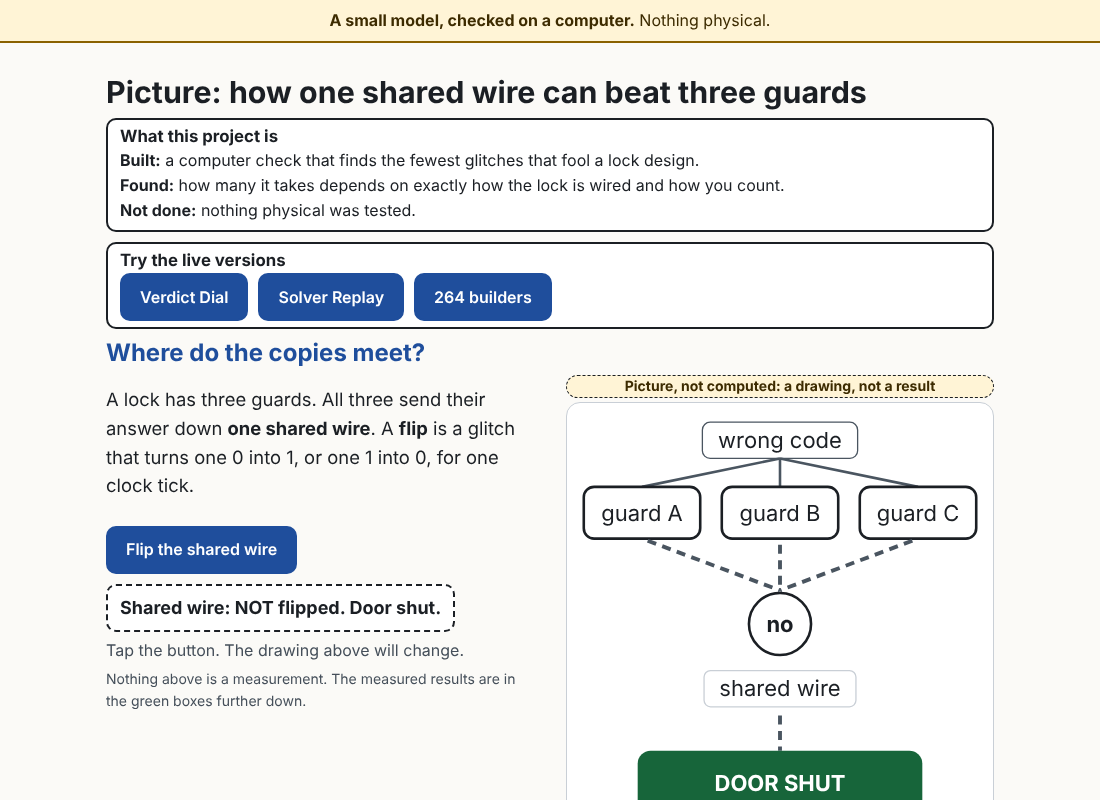 A small model, checked on a computer. Nothing physical.
Picture: how one shared wire can beat three guards
What this project is
Built: a computer check that finds the fewest glitches that fool a lock design.
Found: how many it takes depends on exactly how the lock is wired and how you count.
Not done: nothing physical was tested.
Try the live versions
Verdict Dial
Solver Replay
264 builders
Where do the copies meet?
A lock has three guards. All three send their
answer down one shared wire. A flip is a glitch
that turns one 0 into 1, or one 1 into 0, for one
clock tick.
Flip the shared wire
Shared wire: NOT flipped. Door shut.
Tap the button. The drawing above will change.
Nothing above is a measurement. The measured results are in
the green boxes further down.
Picture, not computed: a drawing, not a result
wrong code
guard A
guard B
guard C
no
shared wire
DOOR SHUT